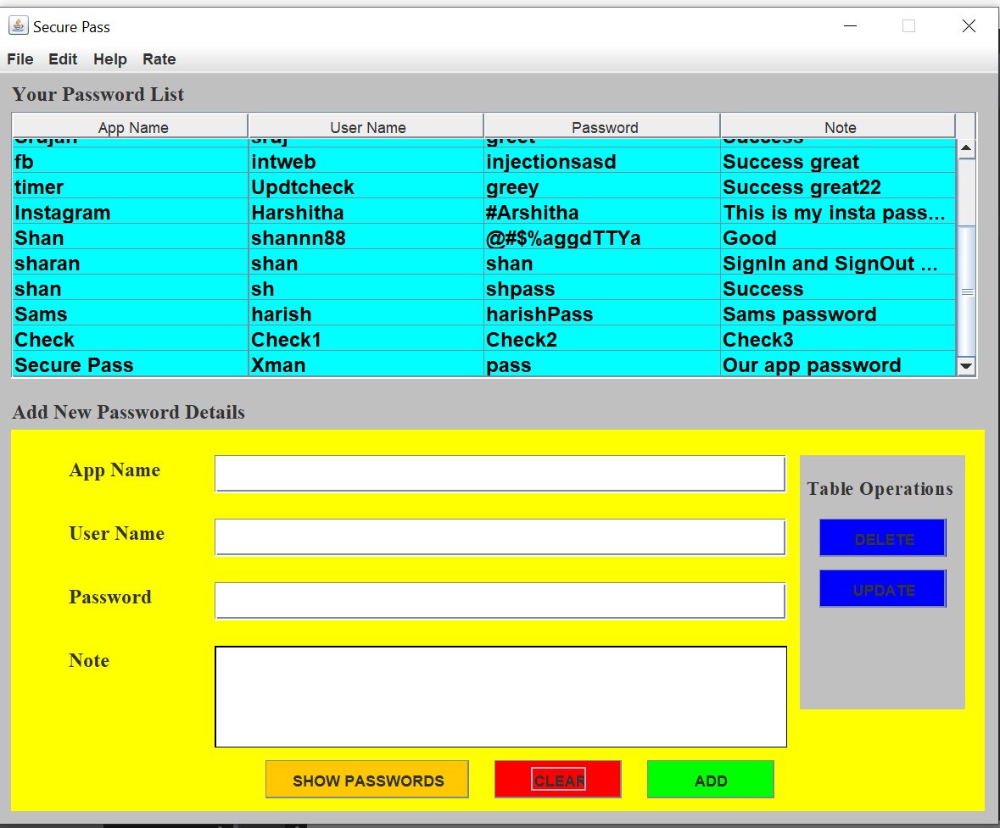 Secure Pass
File Edit Help Rate
Your Password List
App Name User Name Password Note
fb intweb injectionsasd Success great
timer Updtcheck greey Success great22
Instagram Harshitha #Arshitha This is my insta pass...
Shan shannn88 @#$%aggdTTYa Good
sharan shan shan SignIn and SignOut ...
shan sh shpass Success
Sams harish harishPass Sams password
Check Check1 Check2 Check3
Secure Pass Xman pass Our app password
Add New Password Details
App Name
User Name
Password
Note
Table Operations
DELETE
UPDATE
SHOW PASSWORDS CLEAR ADD